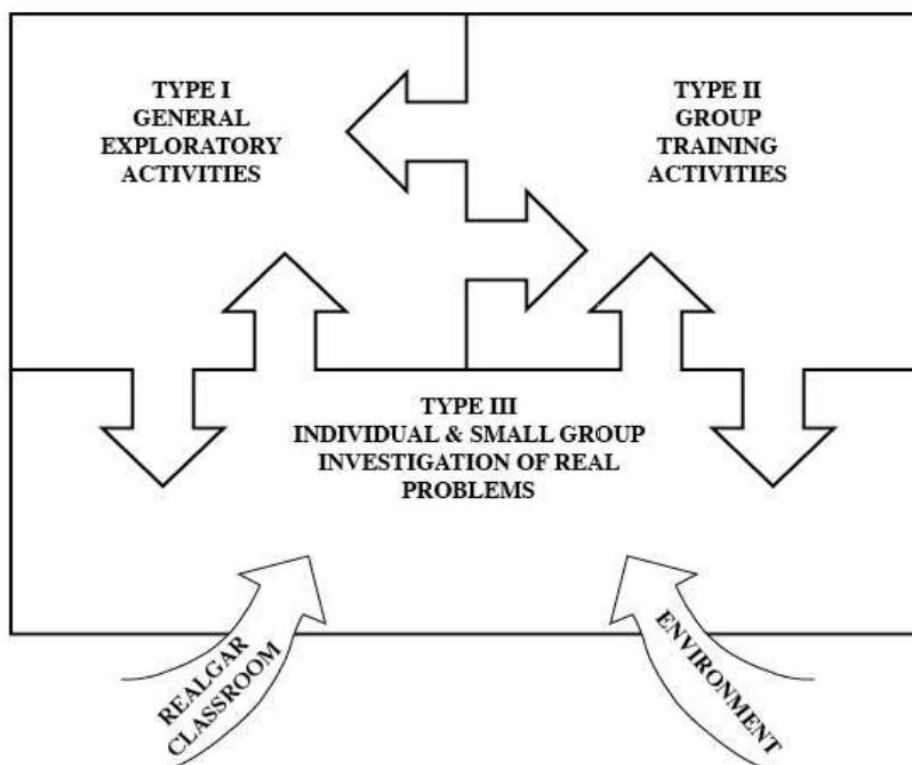 TYPE I
GENERAL
EXPLORATORY
ACTIVITIES
TYPE II
GROUP
TRAINING
ACTIVITIES
TYPE III
INDIVIDUAL & SMALL GROUP
INVESTIGATION OF REAL
PROBLEMS
REALGAR
CLASSROOM
ENVIRONMENT